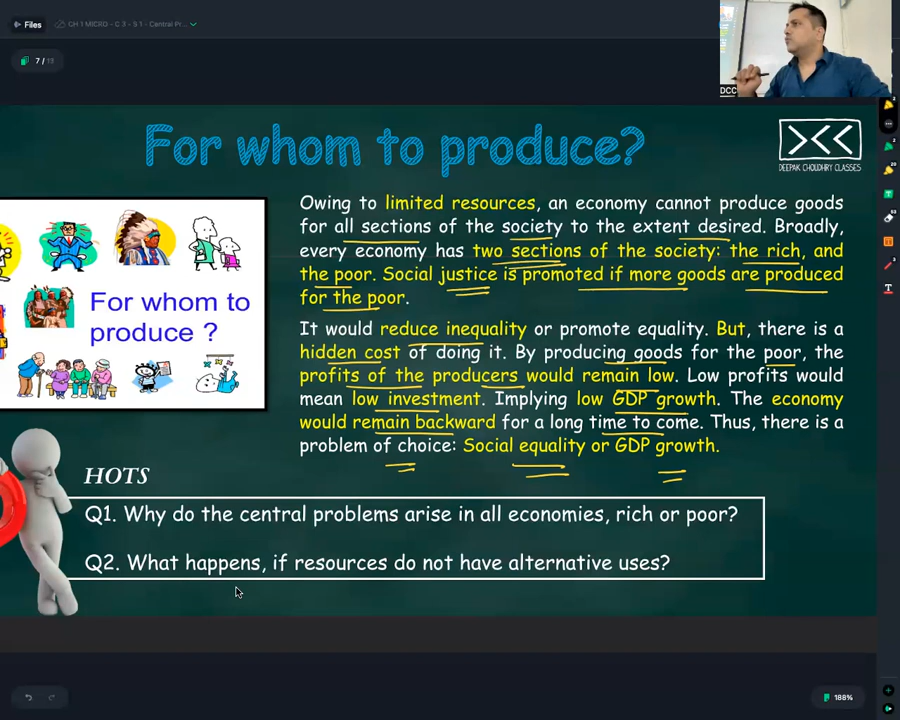 Files
CH 1 MICRO - C 3 - S 1 - Central Pr...
7 / 11
DCC
For whom to produce?
DEEPAK CHOUDHRY CLASSES
Owing to limited resources, an economy cannot produce goods
for all sections of the society to the extent desired. Broadly,
every economy has two sections of the society: the rich, and
the poor. Social justice is promoted if more goods are produced
for the poor.
For whom to
produce ?
It would reduce inequality or promote equality. But, there is a
hidden cost of doing it. By producing goods for the poor, the
profits of the producers would remain low. Low profits would
mean low investment. Implying low GDP growth. The economy
would remain backward for a long time to come. Thus, there is a
problem of choice: Social equality or GDP growth.
HOTS
Q1. Why do the central problems arise in all economies, rich or poor?
Q2. What happens, if resources do not have alternative uses?
188%